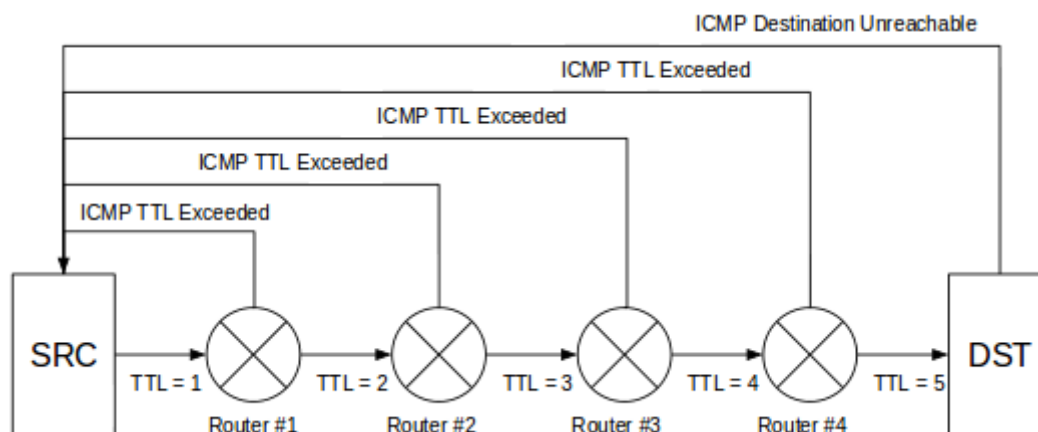 ICMP Destination Unreachable
ICMP TTL Exceeded
ICMP TTL Exceeded
ICMP TTL Exceeded
ICMP TTL Exceeded
SRC
DST
TTL = 1
TTL = 2
TTL = 3
TTL = 4
TTL = 5
Router #1
Router #2
Router #3
Router #4